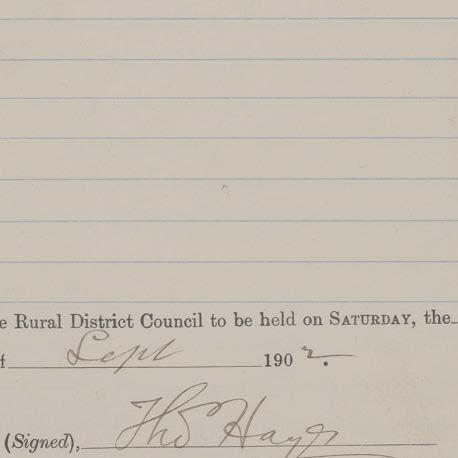 e Rural District Council to be held on SATURDAY, the
f Sept 1902.
(Signed), Thos Hayes